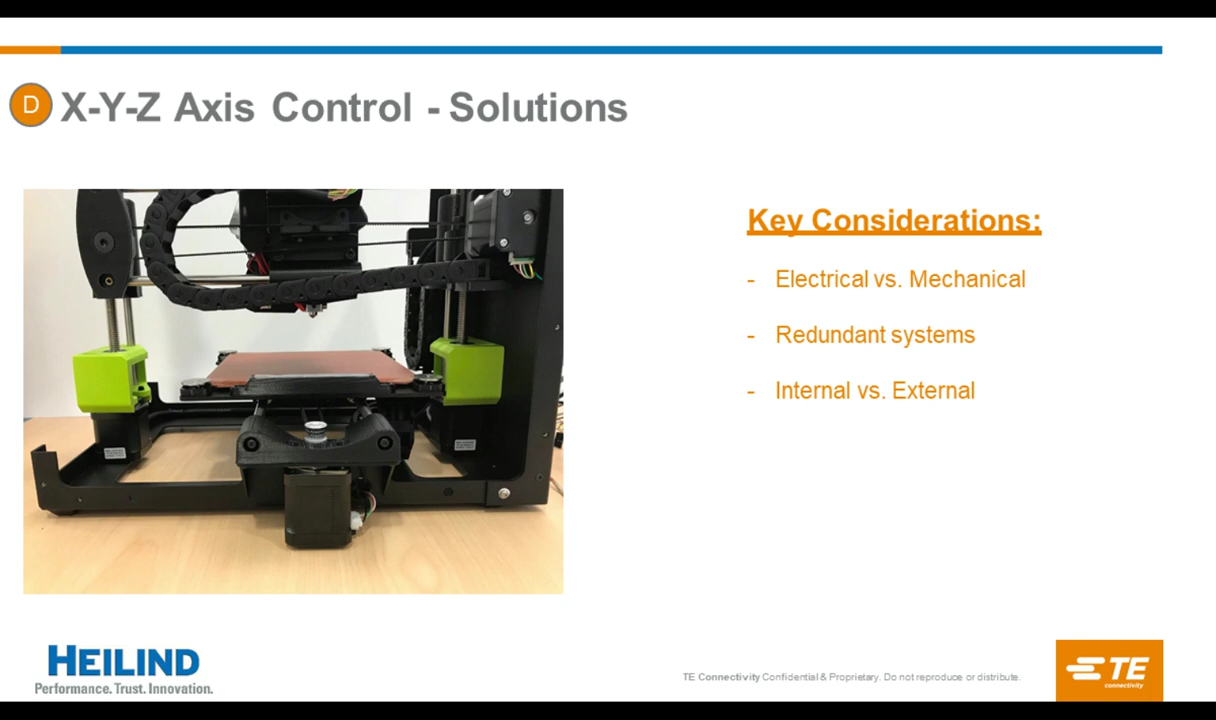 D
X-Y-Z Axis Control - Solutions
Key Considerations:
- Electrical vs. Mechanical
- Redundant systems
- Internal vs. External
HEILIND
Performance. Trust. Innovation.
TE Connectivity Confidential & Proprietary. Do not reproduce or distribute.
TE
connectivity